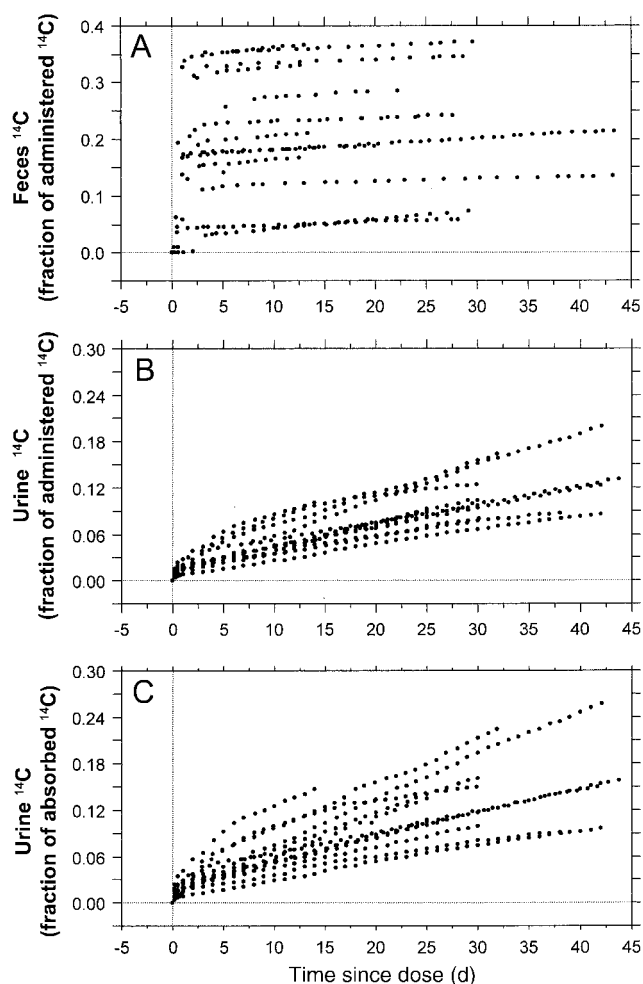 A
Feces ¹⁴C
(fraction of administered ¹⁴C)
0.4
0.3
0.2
0.1
0.0
-5 0 5 10 15 20 25 30 35 40 45
B
Urine ¹⁴C
(fraction of administered ¹⁴C)
0.30
0.24
0.18
0.12
0.06
0.00
-5 0 5 10 15 20 25 30 35 40 45
C
Urine ¹⁴C
(fraction of absorbed ¹⁴C)
0.30
0.24
0.18
0.12
0.06
0.00
-5 0 5 10 15 20 25 30 35 40 45
Time since dose (d)